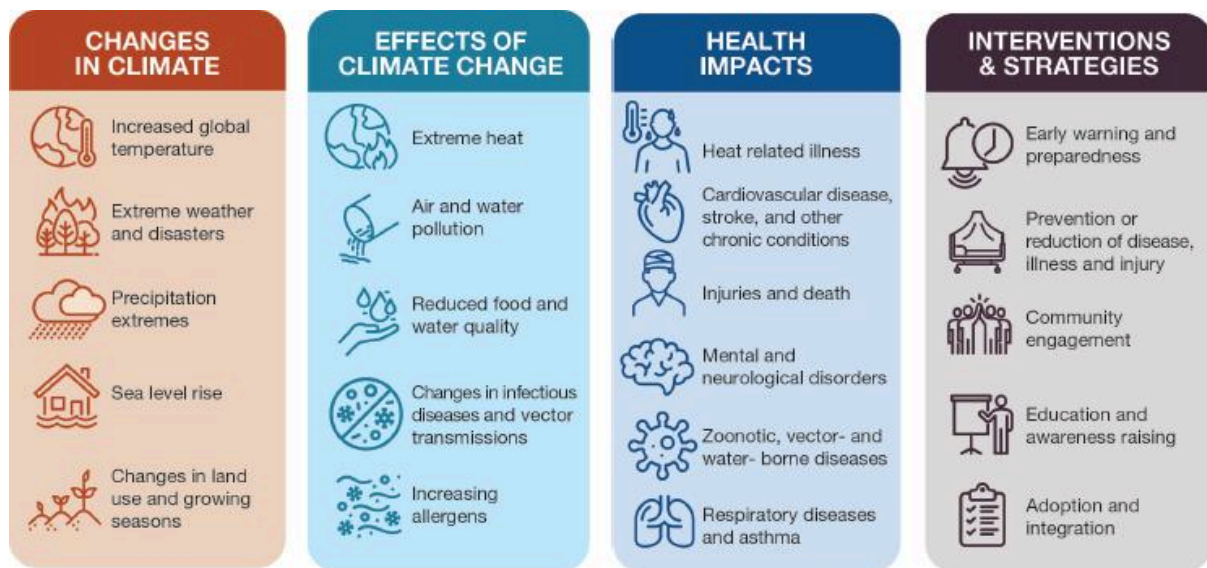 CHANGES
IN CLIMATE
Increased global
temperature
Extreme weather
and disasters
Precipitation
extremes
Sea level rise
Changes in land
use and growing
seasons
EFFECTS OF
CLIMATE CHANGE
Extreme heat
Air and water
pollution
Reduced food and
water quality
Changes in infectious
diseases and vector
transmissions
Increasing
allergens
HEALTH
IMPACTS
Heat related illness
Cardiovascular disease,
stroke, and other
chronic conditions
Injuries and death
Mental and
neurological disorders
Zoonotic, vector- and
water- borne diseases
Respiratory diseases
and asthma
INTERVENTIONS
& STRATEGIES
Early warning and
preparedness
Prevention or
reduction of disease,
illness and injury
Community
engagement
Education and
awareness raising
Adoption and
integration